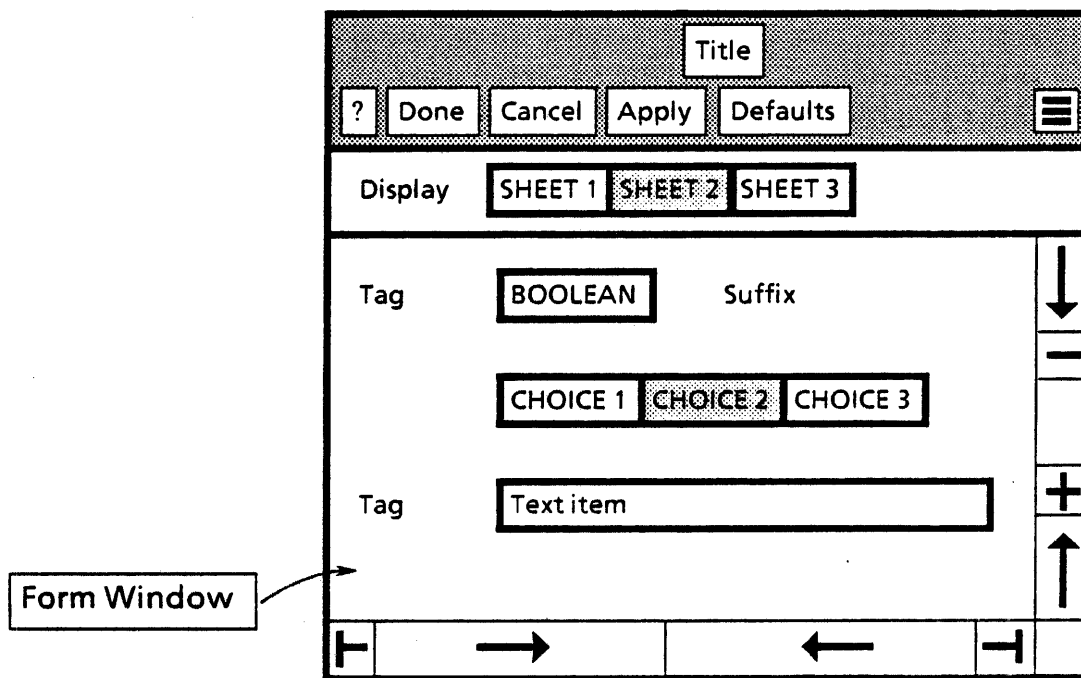 Title
? Done Cancel Apply Defaults
Display SHEET 1 SHEET 2 SHEET 3
Tag BOOLEAN Suffix
CHOICE 1 CHOICE 2 CHOICE 3
Tag Text item
Form Window